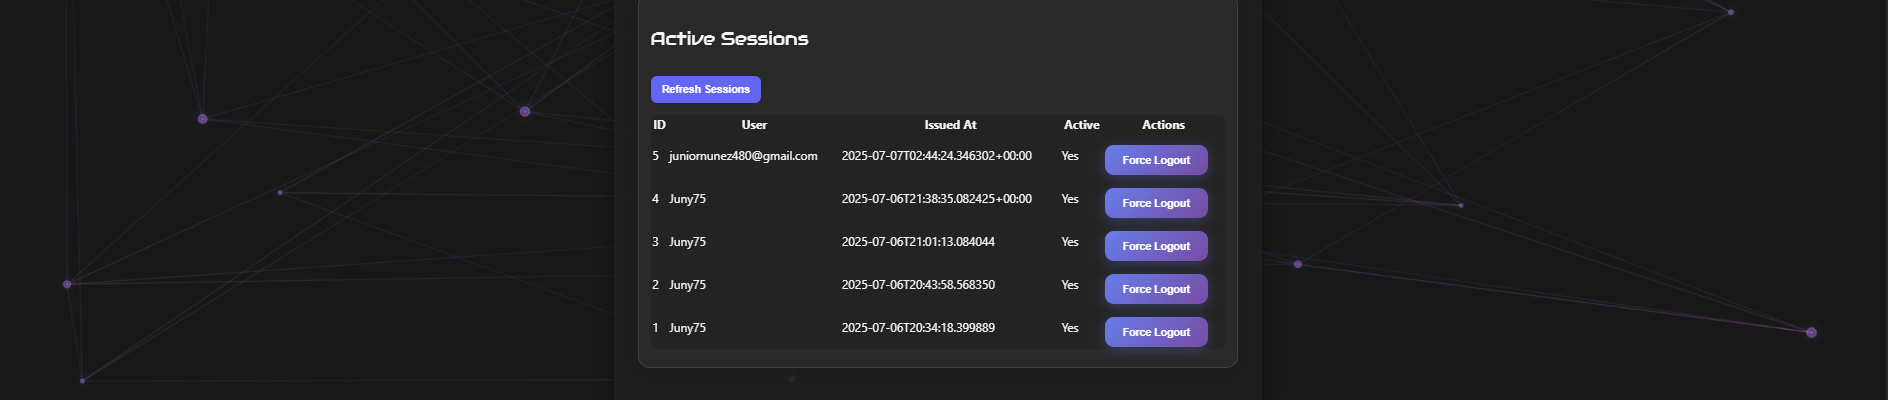 Active Sessions
Refresh Sessions
ID User Issued At Active Actions
5 juniornunez480@gmail.com 2025-07-07T02:44:24.346302+00:00 Yes Force Logout
4 Juny75 2025-07-06T21:38:35.082425+00:00 Yes Force Logout
3 Juny75 2025-07-06T21:01:13.084044 Yes Force Logout
2 Juny75 2025-07-06T20:43:58.568350 Yes Force Logout
1 Juny75 2025-07-06T20:34:18.399889 Yes Force Logout